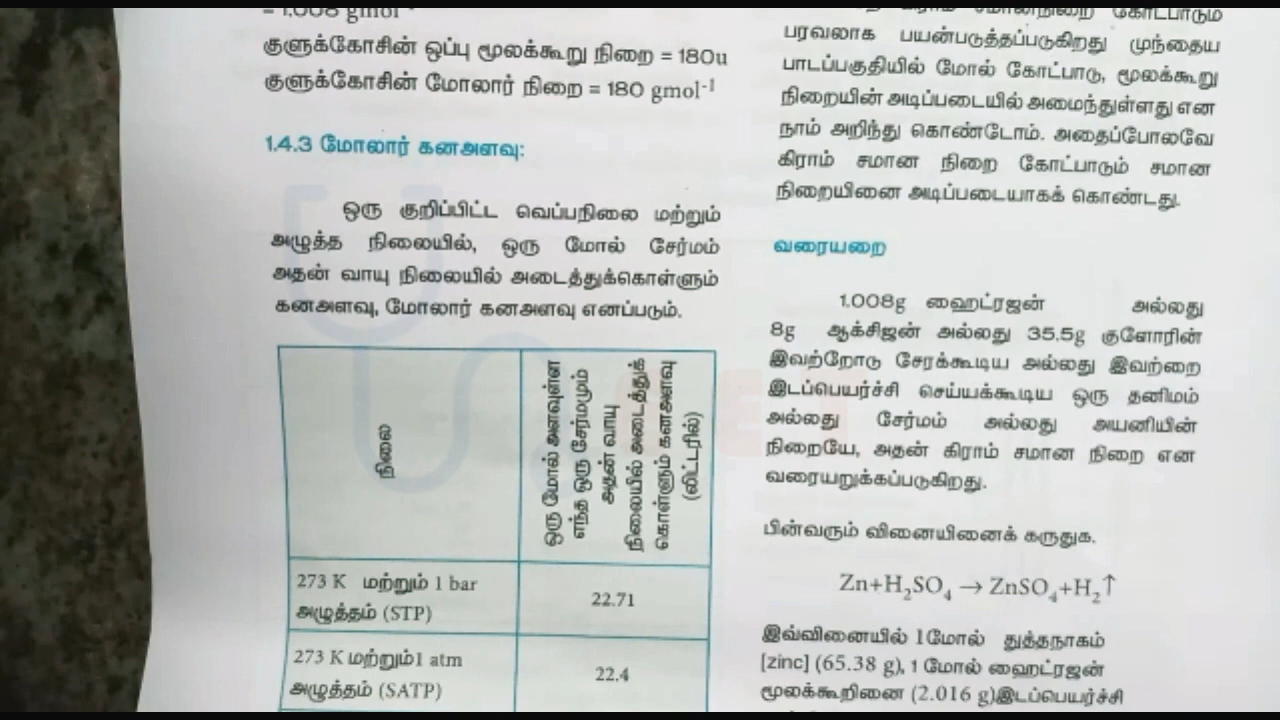 = 1.008 gmol⁻¹
குளுக்கோசின் ஒப்பு மூலக்கூறு நிறை = 180u
குளுக்கோசின் மோலார் நிறை = 180 gmol⁻¹
1.4.3 மோலார் கனஅளவு:
ஒரு குறிப்பிட்ட வெப்பநிலை மற்றும்
அழுத்த நிலையில், ஒரு மோல் சேர்மம்
அதன் வாயு நிலையில் அடைத்துக்கொள்ளும்
கனஅளவு, மோலார் கனஅளவு எனப்படும்.
நிலை
ஒரு மோல் அளவுள்ள
எந்த ஒரு சேர்மமும்
அதன் வாயு
நிலையில் அடைத்துக்
கொள்ளும் கனஅளவு
(லிட்டரில்)
273 K மற்றும் 1 bar
அழுத்தம் (STP)
22.71
273 K மற்றும்1 atm
அழுத்தம் (SATP)
22.4
கிராம் சமானநிறை கோட்பாடும்
பரவலாக பயன்படுத்தப்படுகிறது முந்தைய
பாடப்பகுதியில் மோல் கோட்பாடு, மூலக்கூறு
நிறையின் அடிப்படையில் அமைந்துள்ளது என
நாம் அறிந்து கொண்டோம். அதைப்போலவே
கிராம் சமான நிறை கோட்பாடும் சமான
நிறையினை அடிப்படையாகக் கொண்டது.
வரையறை
1.008g ஹைட்ரஜன் அல்லது
8g ஆக்சிஜன் அல்லது 35.5g குளோரின்
இவற்றோடு சேரக்கூடிய அல்லது இவற்றை
இடப்பெயர்ச்சி செய்யக்கூடிய ஒரு தனிமம்
அல்லது சேர்மம் அல்லது அயனியின்
நிறையே, அதன் கிராம் சமான நிறை என
வரையறுக்கப்படுகிறது.
பின்வரும் வினையினைக் கருதுக.
Zn+H₂SO₄ → ZnSO₄+H₂↑
இவ்வினையில் 1மோல் துத்தநாகம்
[zinc] (65.38 g), 1 மோல் ஹைட்ரஜன்
மூலக்கூறினை (2.016 g)இடப்பெயர்ச்சி